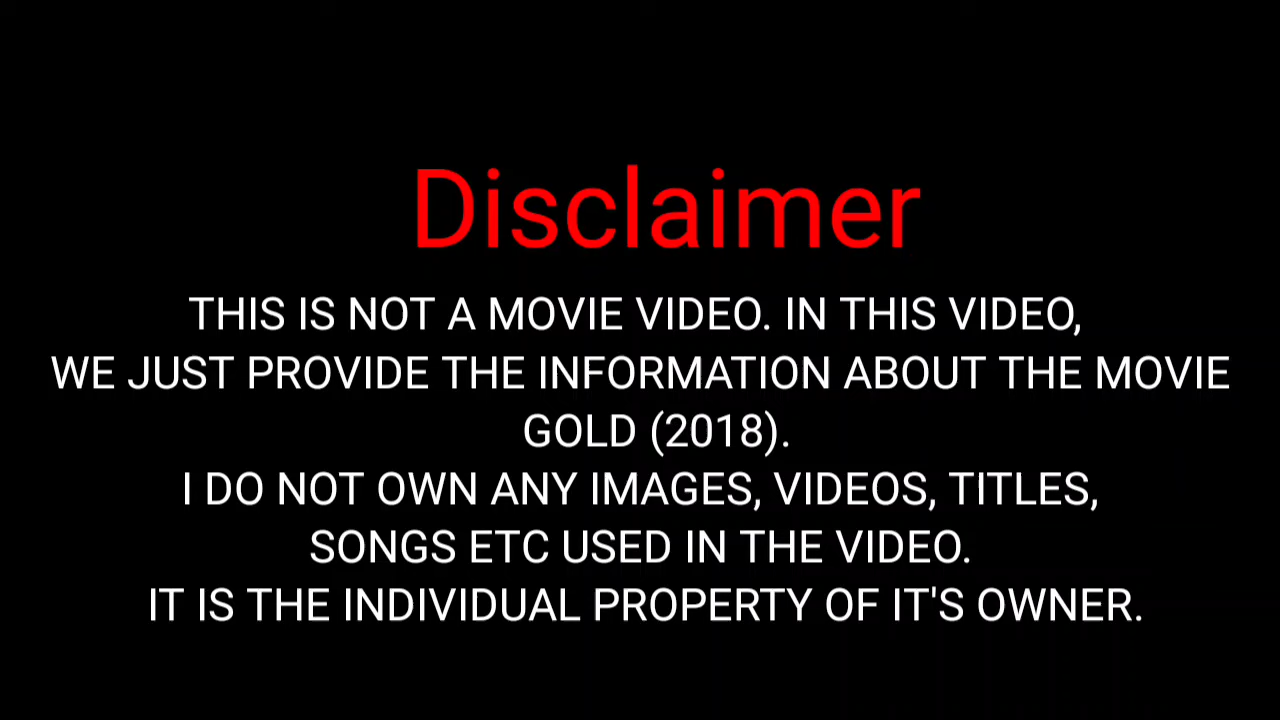 Disclaimer
THIS IS NOT A MOVIE VIDEO. IN THIS VIDEO,
WE JUST PROVIDE THE INFORMATION ABOUT THE MOVIE
GOLD (2018).
I DO NOT OWN ANY IMAGES, VIDEOS, TITLES,
SONGS ETC USED IN THE VIDEO.
IT IS THE INDIVIDUAL PROPERTY OF IT'S OWNER.